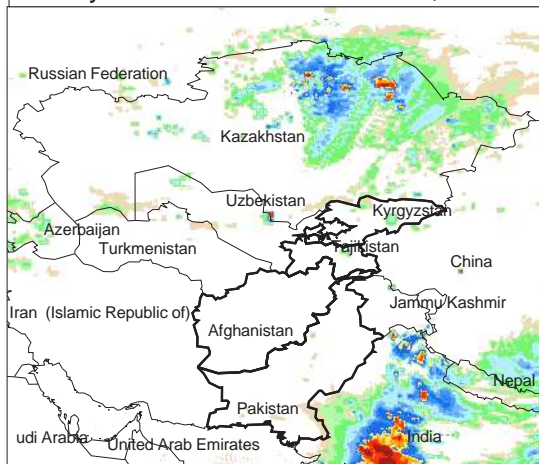 Russian Federation
Kazakhstan
Uzbekistan
Kyrgyzstan
Azerbaijan
Turkmenistan
Tajikistan
China
Iran (Islamic Republic of)
Jammu Kashmir
Afghanistan
Nepal
Pakistan
udi Arabia
United Arab Emirates
India